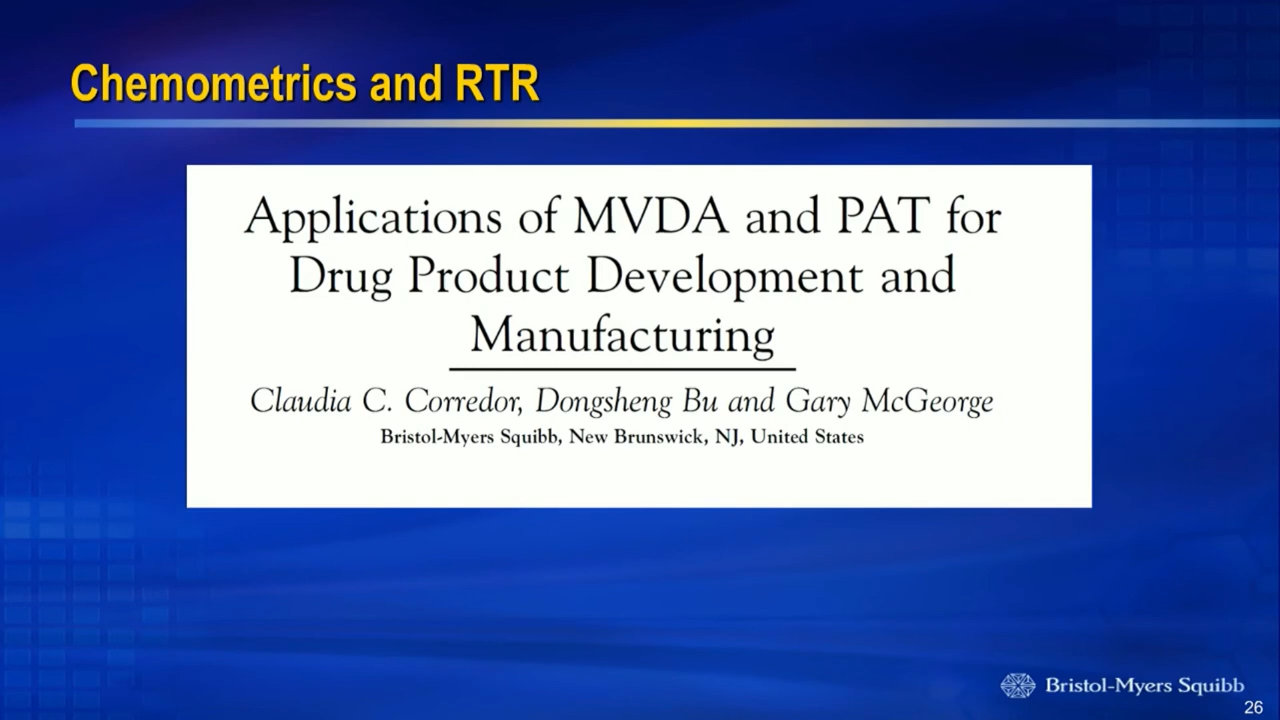 Chemometrics and RTR
Applications of MVDA and PAT for
Drug Product Development and
Manufacturing
Claudia C. Corredor, Dongsheng Bu and Gary McGeorge
Bristol-Myers Squibb, New Brunswick, NJ, United States
Bristol-Myers Squibb
26